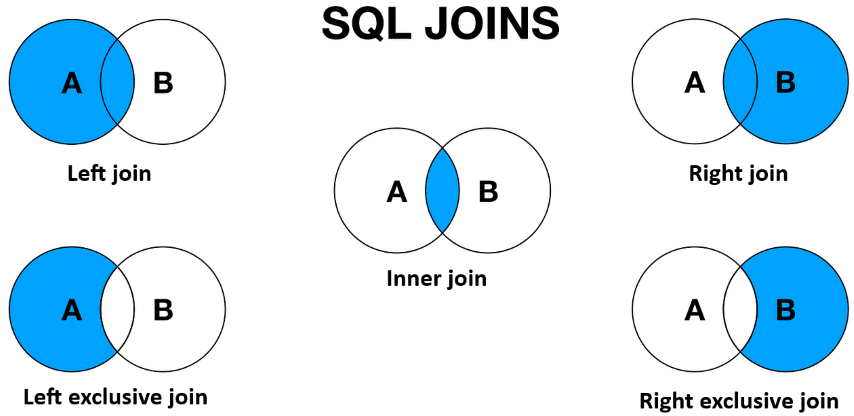 SQL JOINS
A B
Left join
A B
Right join
A B
Inner join
A B
Left exclusive join
A B
Right exclusive join